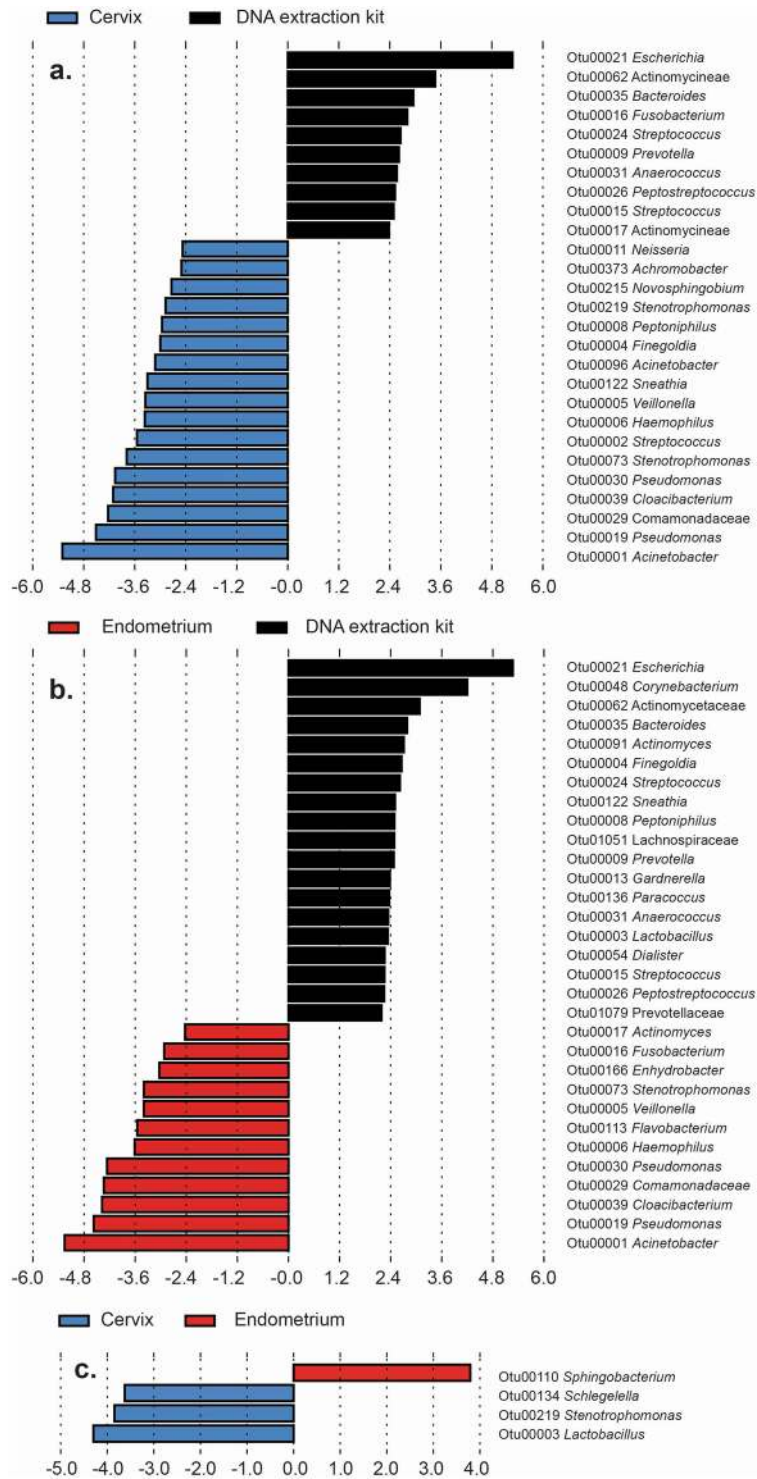 Cervix DNA extraction kit
a.
Otu00021 Escherichia
Otu00062 Actinomycineae
Otu00035 Bacteroides
Otu00016 Fusobacterium
Otu00024 Streptococcus
Otu00009 Prevotella
Otu00031 Anaerococcus
Otu00026 Peptostreptococcus
Otu00015 Streptococcus
Otu00017 Actinomycineae
Otu00011 Neisseria
Otu00373 Achromobacter
Otu00215 Novosphingobium
Otu00219 Stenotrophomonas
Otu00008 Peptoniphilus
Otu00004 Finegoldia
Otu00096 Acinetobacter
Otu00122 Sneathia
Otu00005 Veillonella
Otu00006 Haemophilus
Otu00002 Streptococcus
Otu00073 Stenotrophomonas
Otu00030 Pseudomonas
Otu00039 Cloacibacterium
Otu00029 Comamonadaceae
Otu00019 Pseudomonas
Otu00001 Acinetobacter
-6.0 -4.8 -3.6 -2.4 -1.2 -0.0 1.2 2.4 3.6 4.8 6.0
Endometrium DNA extraction kit
b.
Otu00021 Escherichia
Otu00048 Corynebacterium
Otu00062 Actinomycetaceae
Otu00035 Bacteroides
Otu00091 Actinomyces
Otu00004 Finegoldia
Otu00024 Streptococcus
Otu00122 Sneathia
Otu00008 Peptoniphilus
Otu01051 Lachnospiraceae
Otu00009 Prevotella
Otu00013 Gardnerella
Otu00136 Paracoccus
Otu00031 Anaerococcus
Otu00003 Lactobacillus
Otu00054 Dialister
Otu00015 Streptococcus
Otu00026 Peptostreptococcus
Otu01079 Prevotellaceae
Otu00017 Actinomyces
Otu00016 Fusobacterium
Otu00166 Enhydrobacter
Otu00073 Stenotrophomonas
Otu00005 Veillonella
Otu00113 Flavobacterium
Otu00006 Haemophilus
Otu00030 Pseudomonas
Otu00029 Comamonadaceae
Otu00039 Cloacibacterium
Otu00019 Pseudomonas
Otu00001 Acinetobacter
-6.0 -4.8 -3.6 -2.4 -1.2 -0.0 1.2 2.4 3.6 4.8 6.0
Cervix Endometrium
c.
Otu00110 Sphingobacterium
Otu00134 Schlegelella
Otu00219 Stenotrophomonas
Otu00003 Lactobacillus
-5.0 -4.0 -3.0 -2.0 -1.0 0.0 1.0 2.0 3.0 4.0